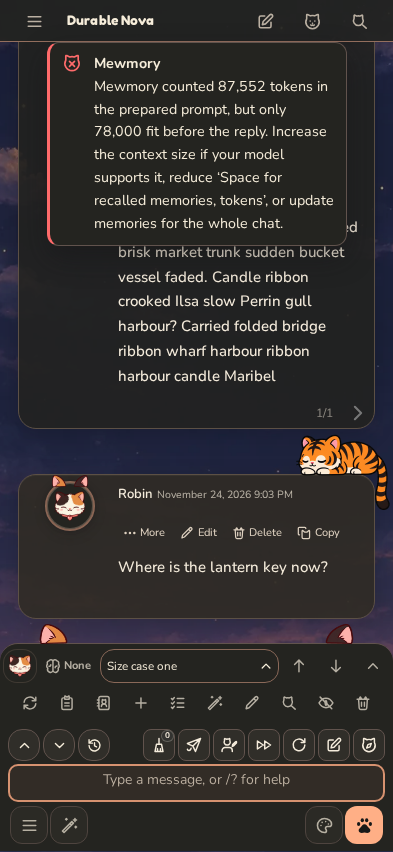 Durable Nova
Mewmory
Mewmory counted 87,552 tokens in
the prepared prompt, but only
78,000 fit before the reply. Increase
the context size if your model
supports it, reduce ‘Space for
recalled memories, tokens’, or update
memories for the whole chat.
brisk market trunk sudden bucket
vessel faded. Candle ribbon
crooked Ilsa slow Perrin gull
harbour? Carried folded bridge
ribbon wharf harbour ribbon
harbour candle Maribel
1/1
Robin November 24, 2026 9:03 PM
More Edit Delete Copy
Where is the lantern key now?
None Size case one
0
Type a message, or /? for help